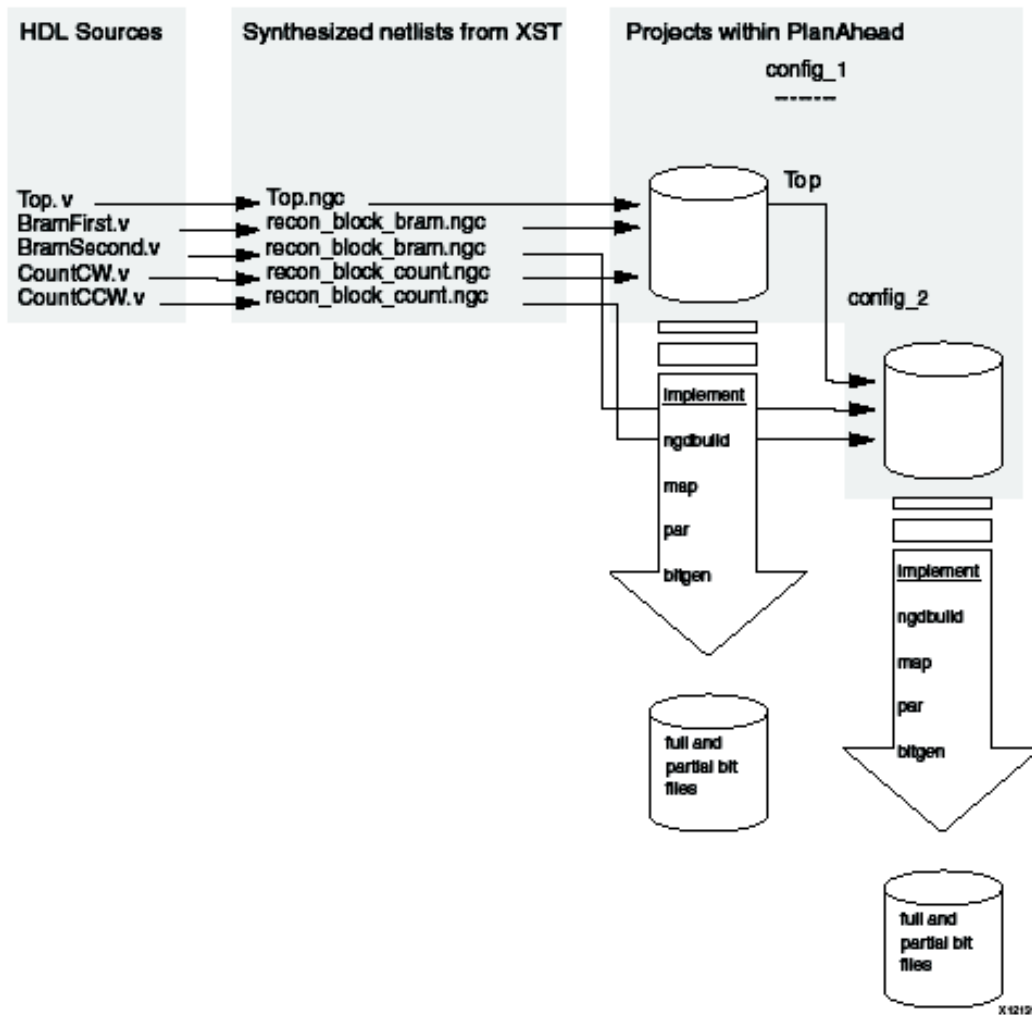 HDL Sources
Synthesized netlists from XST
Projects within PlanAhead
config_1
--------
Top.v
BramFirst.v
BramSecond.v
CountCW.v
CountCCW.v
Top.ngc
recon_block_bram.ngc
recon_block_bram.ngc
recon_block_count.ngc
recon_block_count.ngc
Top
config_2
Implement
ngdbuild
map
par
bitgen
Implement
ngdbuild
map
par
bitgen
full and
partial bit
files
full and
partial bit
files